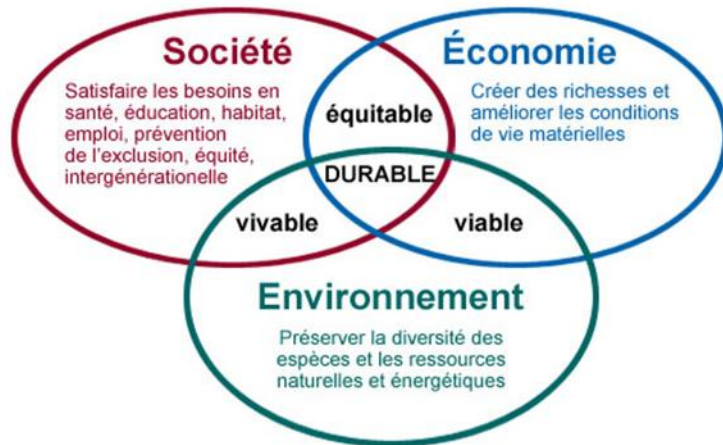 Société
Satisfaire les besoins en
santé, éducation, habitat,
emploi, prévention
de l'exclusion, équité,
intergénérationelle
Économie
Créer des richesses et
améliorer les conditions
de vie matérielles
équitable
DURABLE
vivable
viable
Environnement
Préserver la diversité des
espèces et les ressources
naturelles et énergétiques